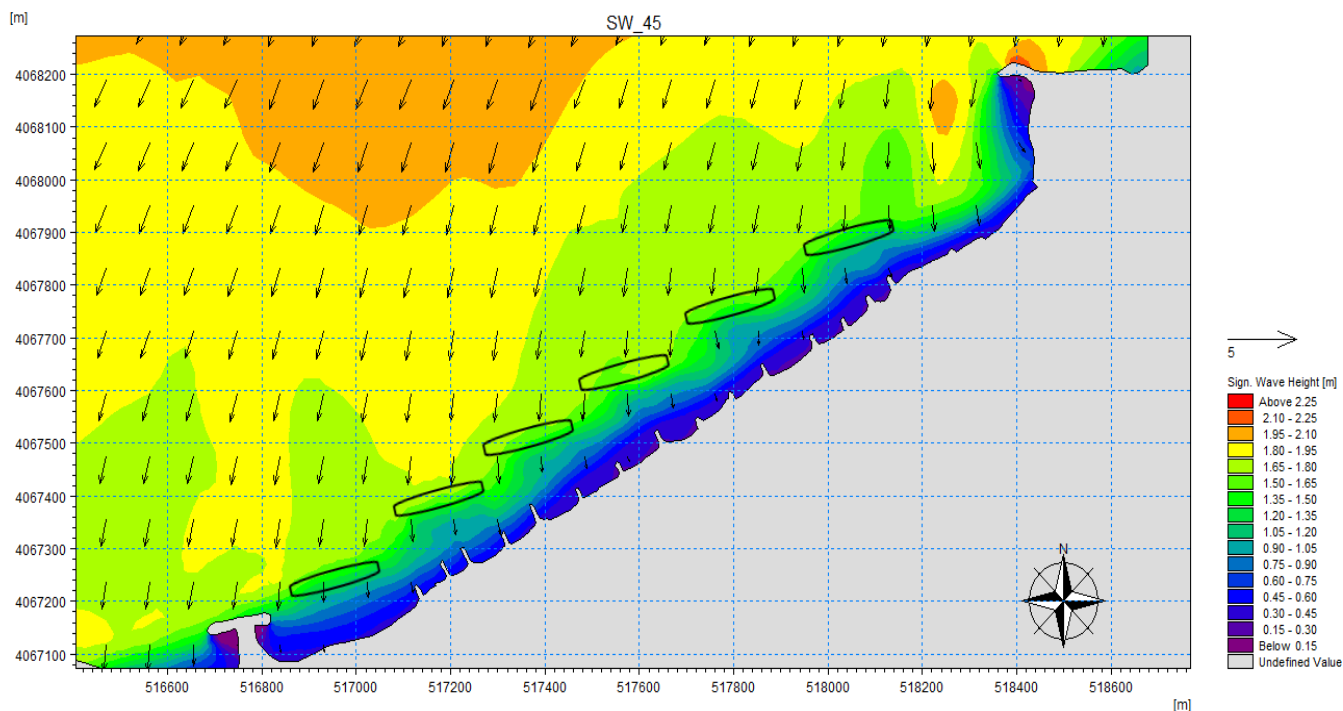 [m]
SW_45
4068200
4068100
4068000
4067900
4067800
4067700
4067600
4067500
4067400
4067300
4067200
4067100
516600 516800 517000 517200 517400 517600 517800 518000 518200 518400 518600
[m]
N
5
Sign. Wave Height [m]
Above 2.25
2.10 - 2.25
1.95 - 2.10
1.80 - 1.95
1.65 - 1.80
1.50 - 1.65
1.35 - 1.50
1.20 - 1.35
1.05 - 1.20
0.90 - 1.05
0.75 - 0.90
0.60 - 0.75
0.45 - 0.60
0.30 - 0.45
0.15 - 0.30
Below 0.15
Undefined Value